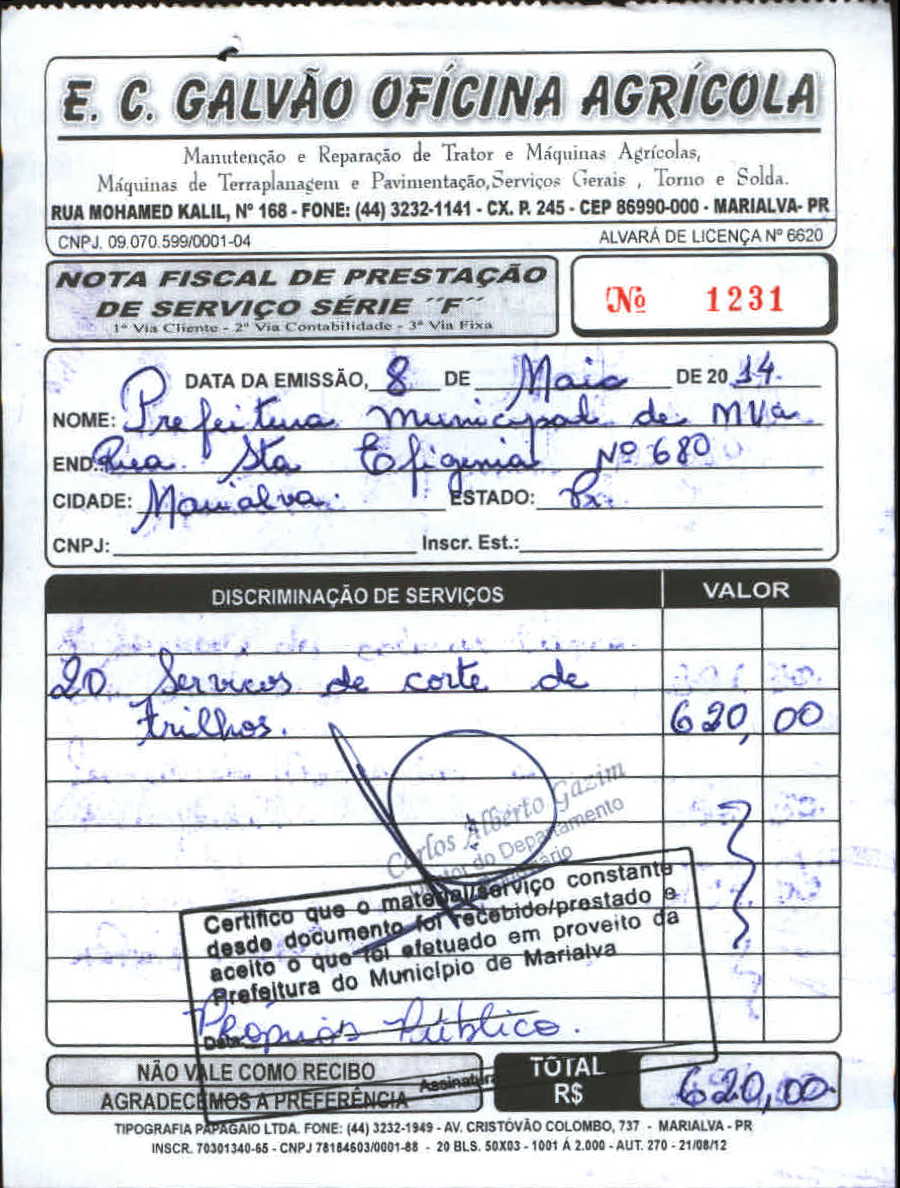 E. C. GALVÃO OFÍCINA AGRÍCOLA
Manutenção e Reparação de Trator e Máquinas Agrícolas,
Máquinas de Terraplanagem e Pavimentação, Serviços Gerais , Torno e Solda.
RUA MOHAMED KALIL, Nº 168 - FONE: (44) 3232-1141 - CX. P. 245 - CEP 86990-000 - MARIALVA- PR
CNPJ. 09.070.599/0001-04 ALVARÁ DE LICENÇA Nº 6620
NOTA FISCAL DE PRESTAÇÃO
DE SERVIÇO SÉRIE ´´F´´
1ª Via Cliente - 2ª Via Contabilidade - 3ª Via Fixa
Nº 1231
DATA DA EMISSÃO, 8 DE Maio DE 2014.
NOME: Prefeitura municipal de MVa
END: Rua. Sta Efigenia Nº 680
CIDADE: Marialva. ESTADO: Pr.
CNPJ: Inscr. Est.:
DISCRIMINAÇÃO DE SERVIÇOS VALOR
20 Servicos de corte de
trilhos. 620,00
Carlos Alberto Gazim
Diretor do Departamento
Certifico que o material/serviço constante
desde documento foi recebido/prestado e
aceito o que foi efetuado em proveito da
Prefeitura do Município de Marialva
Próprios Público.
Data
Assinatura
NÃO VALE COMO RECIBO
AGRADECEMOS A PREFERÊNCIA
TOTAL
R$ 620,00
TIPOGRAFIA PAPAGAIO LTDA. FONE: (44) 3232-1949 - AV. CRISTÓVÃO COLOMBO, 737 - MARIALVA - PR
INSCR. 70301340-65 - CNPJ 78184603/0001-88 - 20 BLS. 50X03 - 1001 Á 2.000 - AUT. 270 - 21/08/12